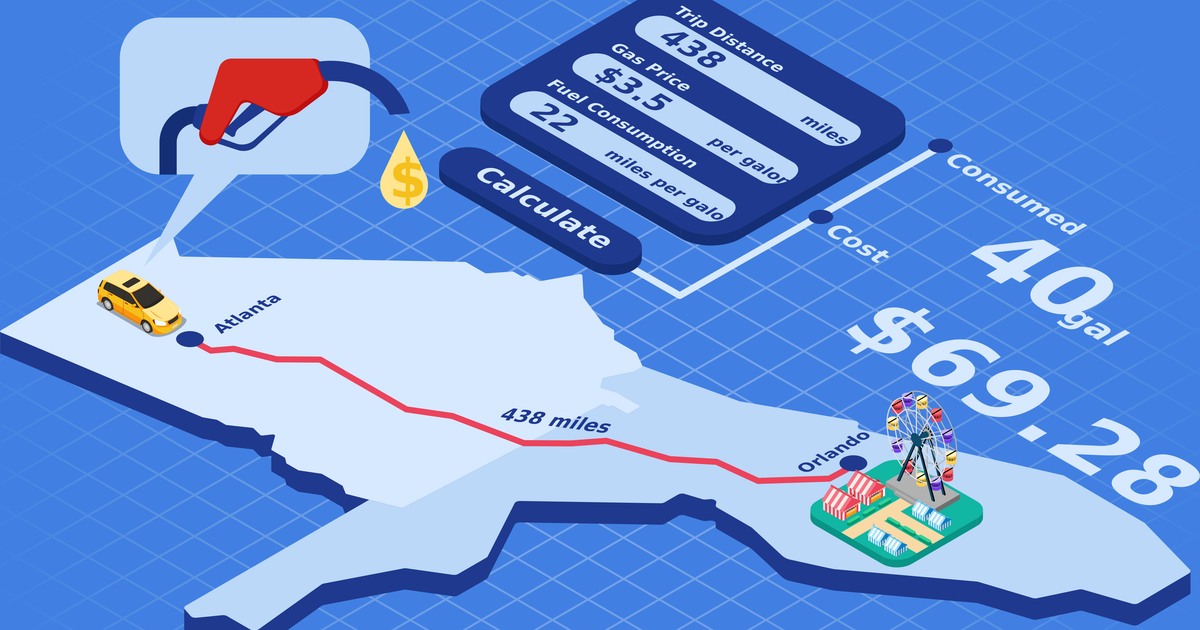 Trip Distance
438 miles
Gas Price
$3.5 per galon
Fuel Consumption
22 miles per galo
Calculate
Consumed
40gal
Cost
$69.28
$
Atlanta
438 miles
Orlando